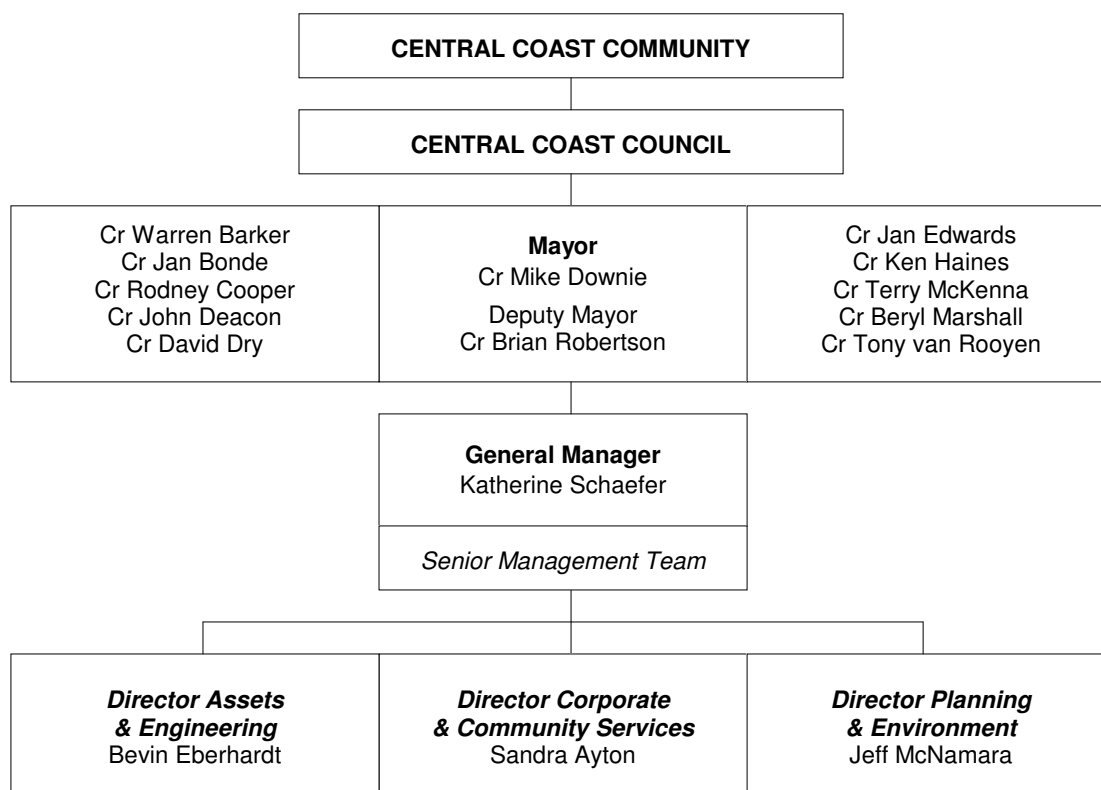 CENTRAL COAST COMMUNITY
CENTRAL COAST COUNCIL
Cr Warren Barker
Cr Jan Bonde
Cr Rodney Cooper
Cr John Deacon
Cr David Dry
Mayor
Cr Mike Downie
Deputy Mayor
Cr Brian Robertson
Cr Jan Edwards
Cr Ken Haines
Cr Terry McKenna
Cr Beryl Marshall
Cr Tony van Rooyen
General Manager
Katherine Schaefer
Senior Management Team
Director Assets
& Engineering
Bevin Eberhardt
Director Corporate
& Community Services
Sandra Ayton
Director Planning
& Environment
Jeff McNamara